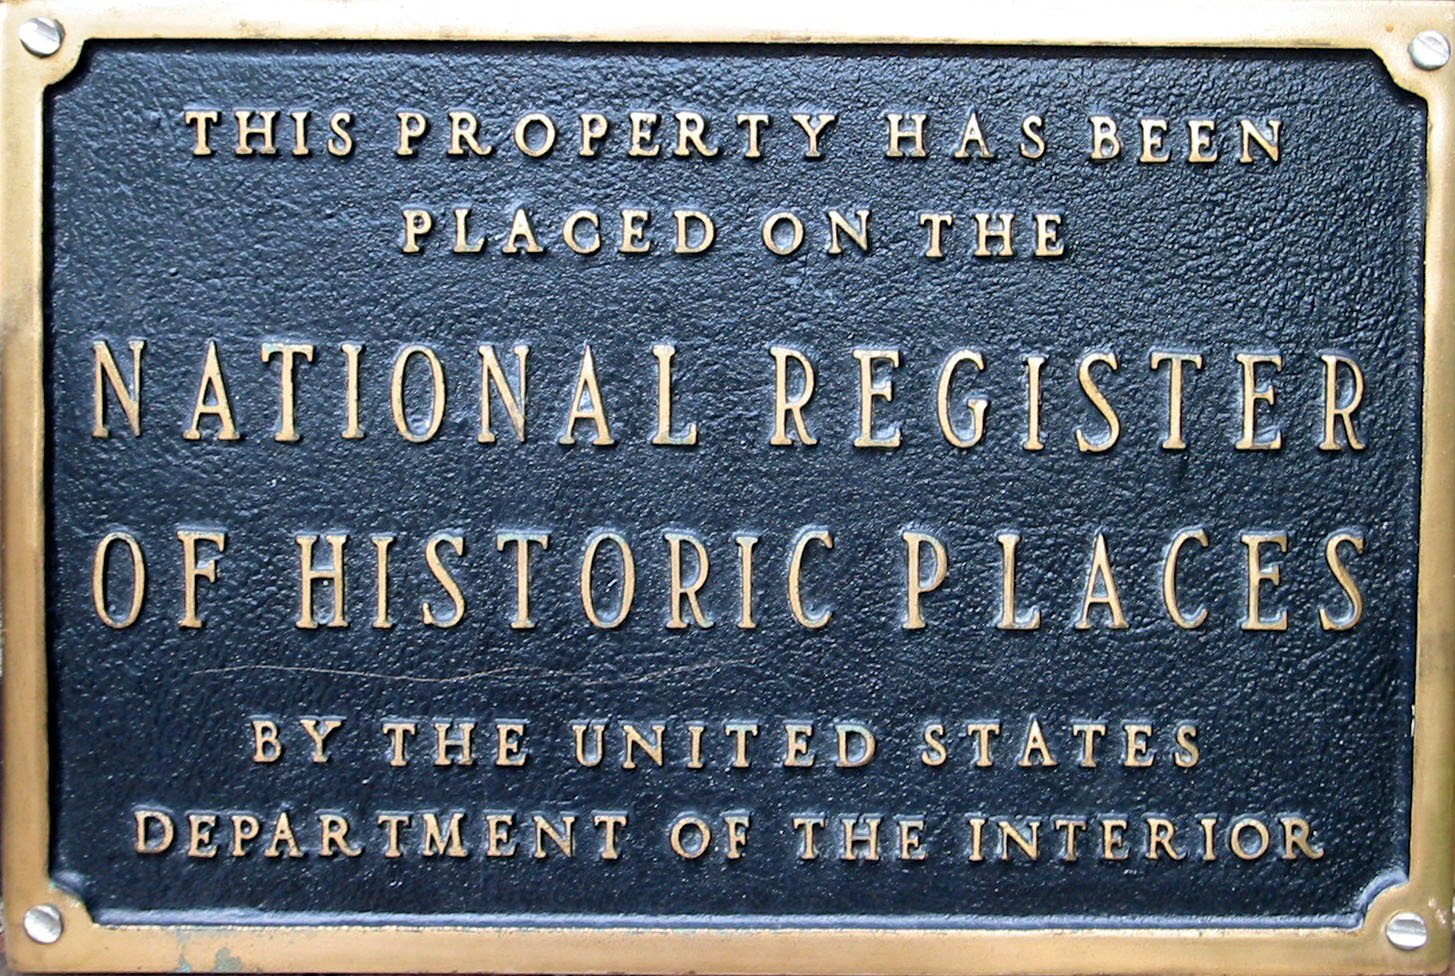 THIS PROPERTY HAS BEEN
PLACED ON THE
NATIONAL REGISTER
OF HISTORIC PLACES
BY THE UNITED STATES
DEPARTMENT OF THE INTERIOR